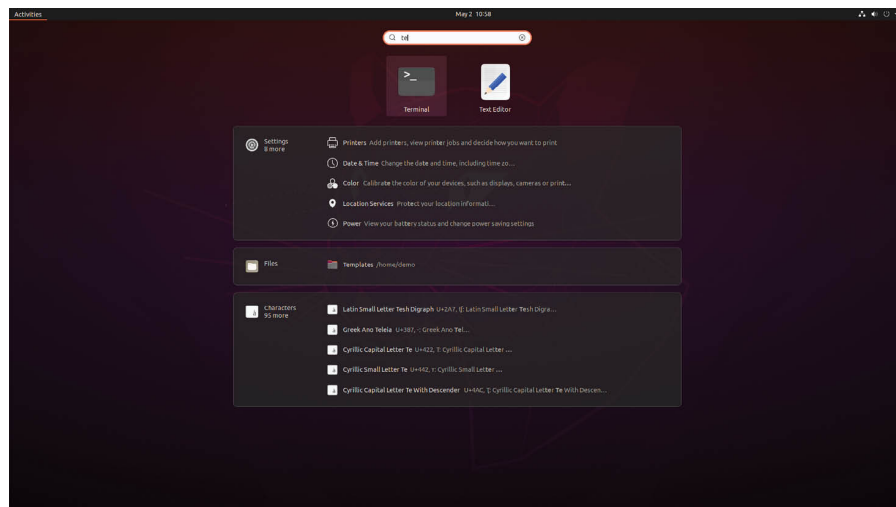 Activities
May 2 10:58
te
Terminal
Text Editor
Settings
8 more
Printers Add printers, view printer jobs and decide how you want to print
Date & Time Change the date and time, including time zo...
Color Calibrate the color of your devices, such as displays, cameras or print...
Location Services Protect your location informati...
Power View your battery status and change power saving settings
Files
Templates /home/demo
Characters
95 more
Latin Small Letter Tesh Digraph U+2A7, ʧ: Latin Small Letter Tesh Digra...
Greek Ano Teleia U+387, ·: Greek Ano Tel...
Cyrillic Capital Letter Te U+422, Т: Cyrillic Capital Letter ...
Cyrillic Small Letter Te U+442, т: Cyrillic Small Letter ...
Cyrillic Capital Letter Te With Descender U+4AC, Ҭ: Cyrillic Capital Letter Te With Descen...